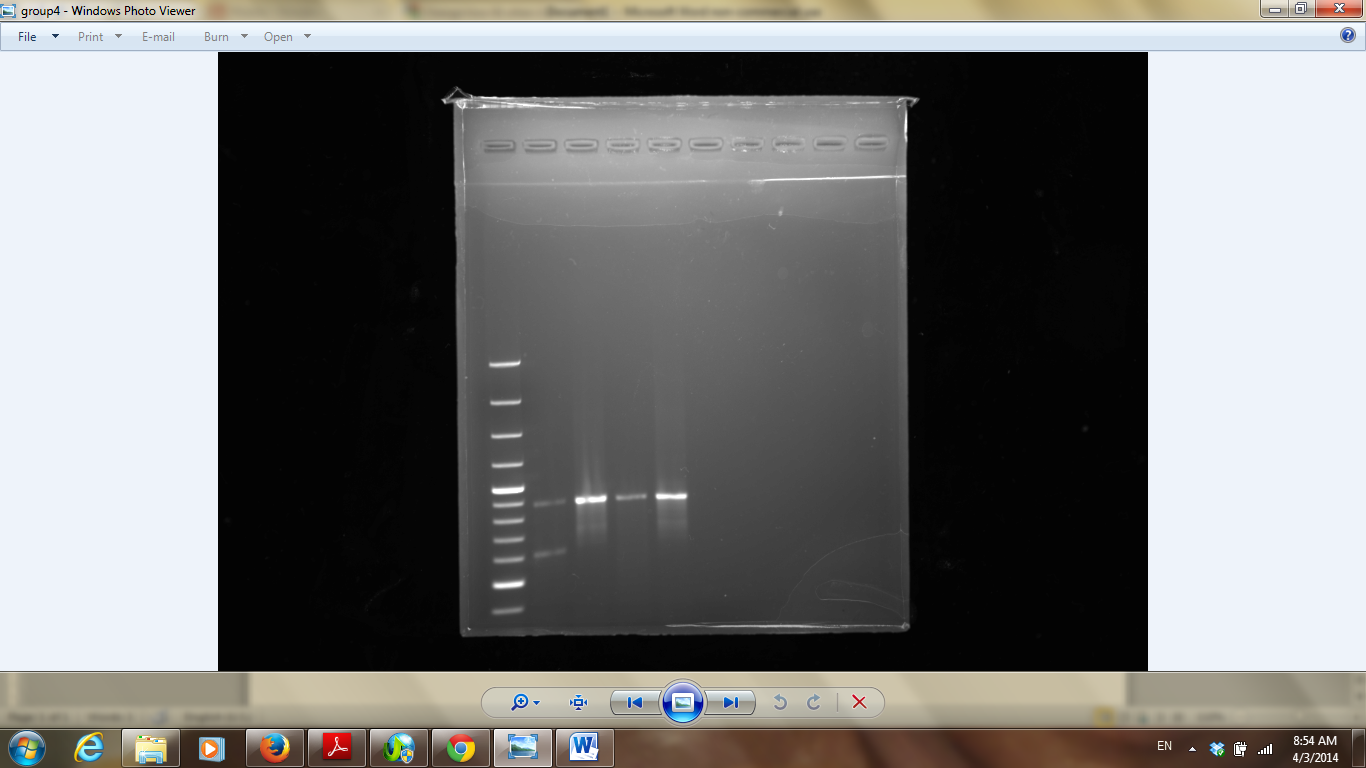 group4 - Windows Photo Viewer
File Print E-mail Burn Open
EN
8:54 AM
4/3/2014